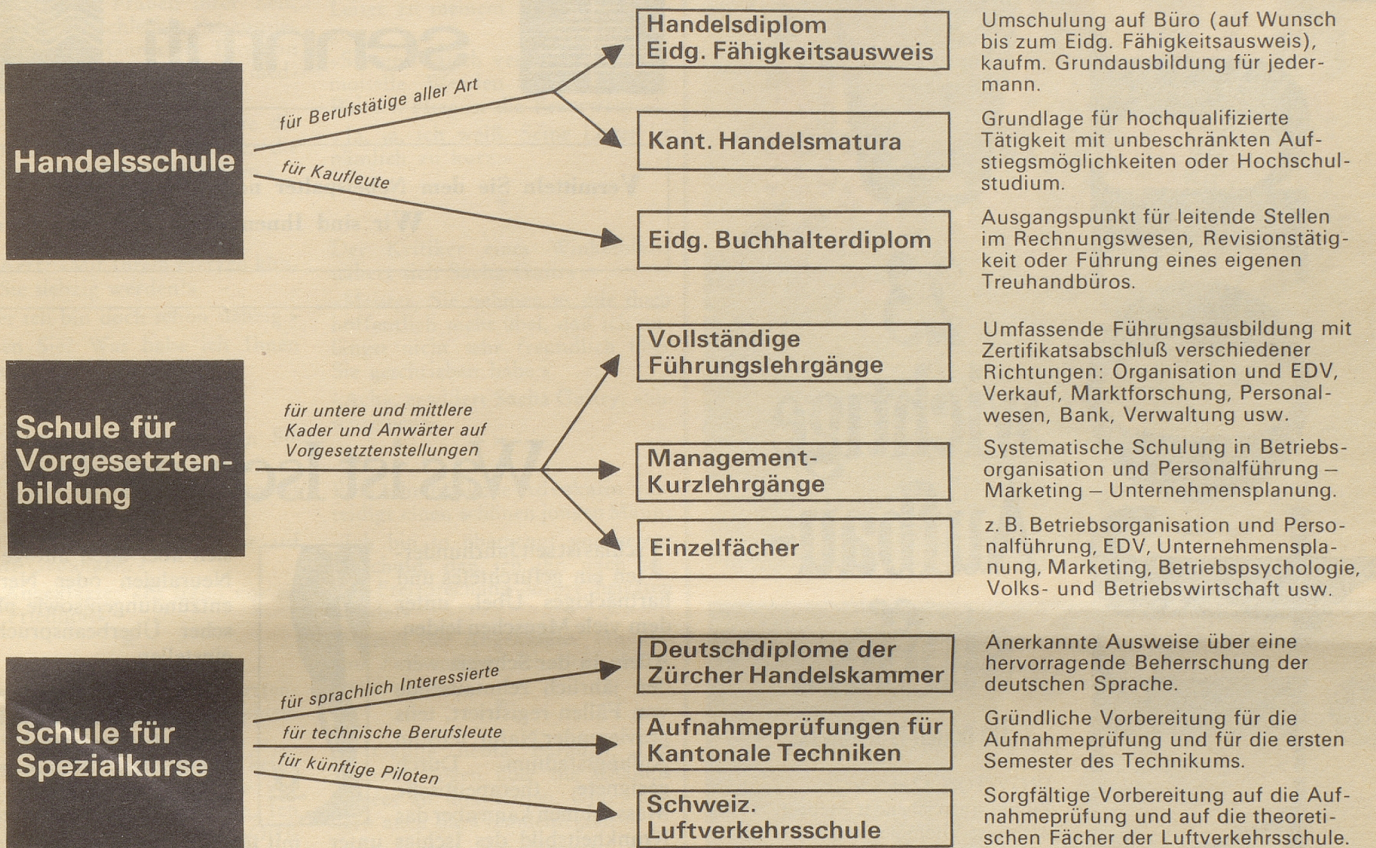 Handelsschule
für Berufstätige aller Art
für Kaufleute
Handelsdiplom
Eidg. Fähigkeitsausweis
Umschulung auf Büro (auf Wunsch
bis zum Eidg. Fähigkeitsausweis),
kaufm. Grundausbildung für jeder-
mann.
Kant. Handelsmatura
Grundlage für hochqualifizierte
Tätigkeit mit unbeschränkten Auf-
stiegsmöglichkeiten oder Hochschul-
studium.
Eidg. Buchhalterdiplom
Ausgangspunkt für leitende Stellen
im Rechnungswesen, Revisionstätig-
keit oder Führung eines eigenen
Treuhandbüros.
Schule für
Vorgesetzten-
bildung
für untere und mittlere
Kader und Anwärter auf
Vorgesetztenstellungen
Vollständige
Führungslehrgänge
Umfassende Führungsausbildung mit
Zertifikatsabschluß verschiedener
Richtungen: Organisation und EDV,
Verkauf, Marktforschung, Personal-
wesen, Bank, Verwaltung usw.
Management-
Kurzlehrgänge
Systematische Schulung in Betriebs-
organisation und Personalführung –
Marketing – Unternehmensplanung.
Einzelfächer
z. B. Betriebsorganisation und Perso-
nalführung, EDV, Unternehmenspla-
nung, Marketing, Betriebspsychologie,
Volks- und Betriebswirtschaft usw.
Schule für
Spezialkurse
für sprachlich Interessierte
für technische Berufsleute
für künftige Piloten
Deutschdiplome der
Zürcher Handelskammer
Anerkannte Ausweise über eine
hervorragende Beherrschung der
deutschen Sprache.
Aufnahmeprüfungen für
Kantonale Techniken
Gründliche Vorbereitung für die
Aufnahmeprüfung und für die ersten
Semester des Technikums.
Schweiz.
Luftverkehrsschule
Sorgfältige Vorbereitung auf die Auf-
nahmeprüfung und auf die theoreti-
schen Fächer der Luftverkehrsschule.